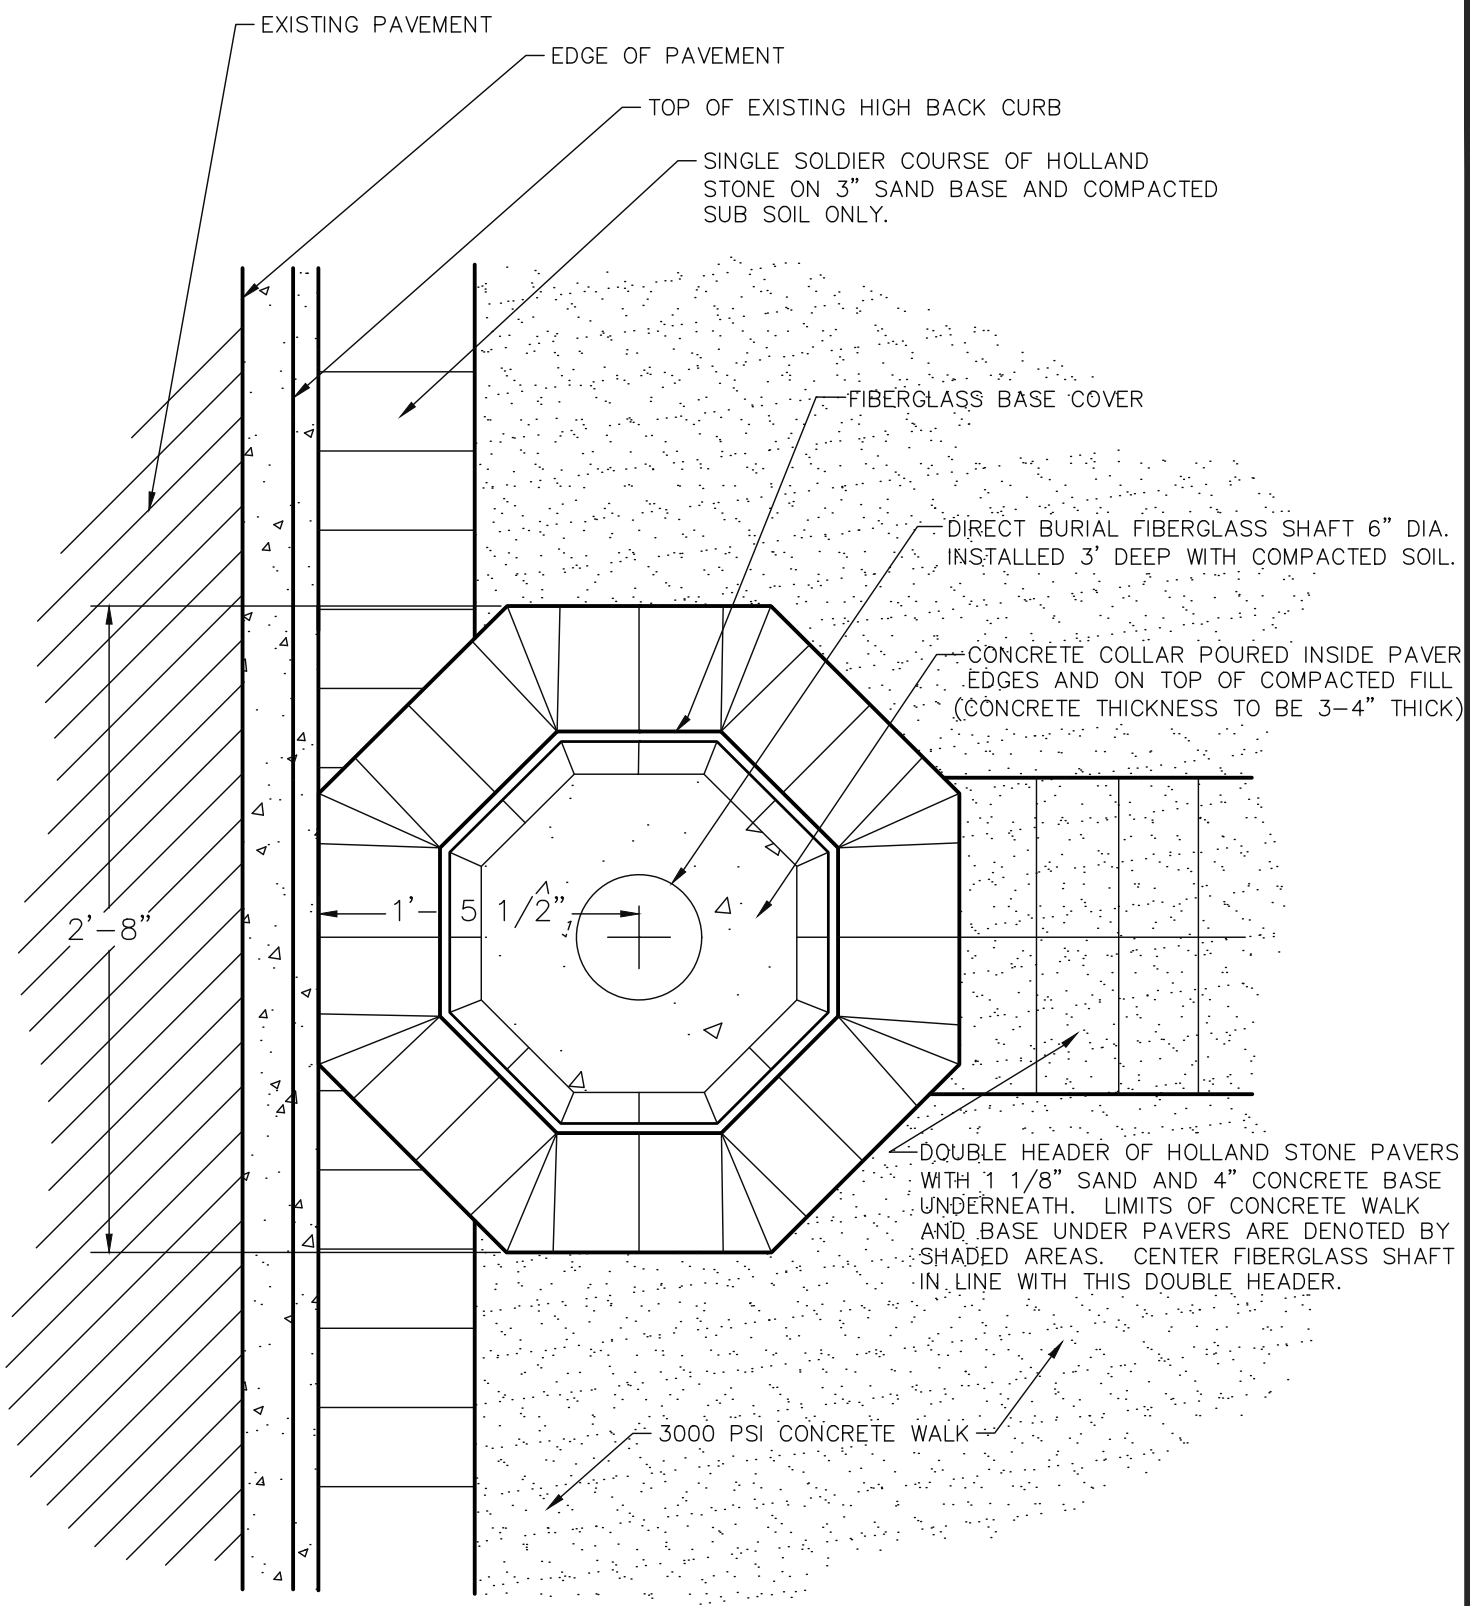 EXISTING PAVEMENT
EDGE OF PAVEMENT
TOP OF EXISTING HIGH BACK CURB
SINGLE SOLDIER COURSE OF HOLLAND
STONE ON 3” SAND BASE AND COMPACTED
SUB SOIL ONLY.
FIBERGLASS BASE COVER
DIRECT BURIAL FIBERGLASS SHAFT 6” DIA.
INSTALLED 3’ DEEP WITH COMPACTED SOIL.
CONCRETE COLLAR POURED INSIDE PAVER
EDGES AND ON TOP OF COMPACTED FILL
(CONCRETE THICKNESS TO BE 3–4” THICK)
1’– 5 1/2”
2’–8”
DOUBLE HEADER OF HOLLAND STONE PAVERS
WITH 1 1/8” SAND AND 4” CONCRETE BASE
UNDERNEATH. LIMITS OF CONCRETE WALK
AND BASE UNDER PAVERS ARE DENOTED BY
SHADED AREAS. CENTER FIBERGLASS SHAFT
IN LINE WITH THIS DOUBLE HEADER.
3000 PSI CONCRETE WALK